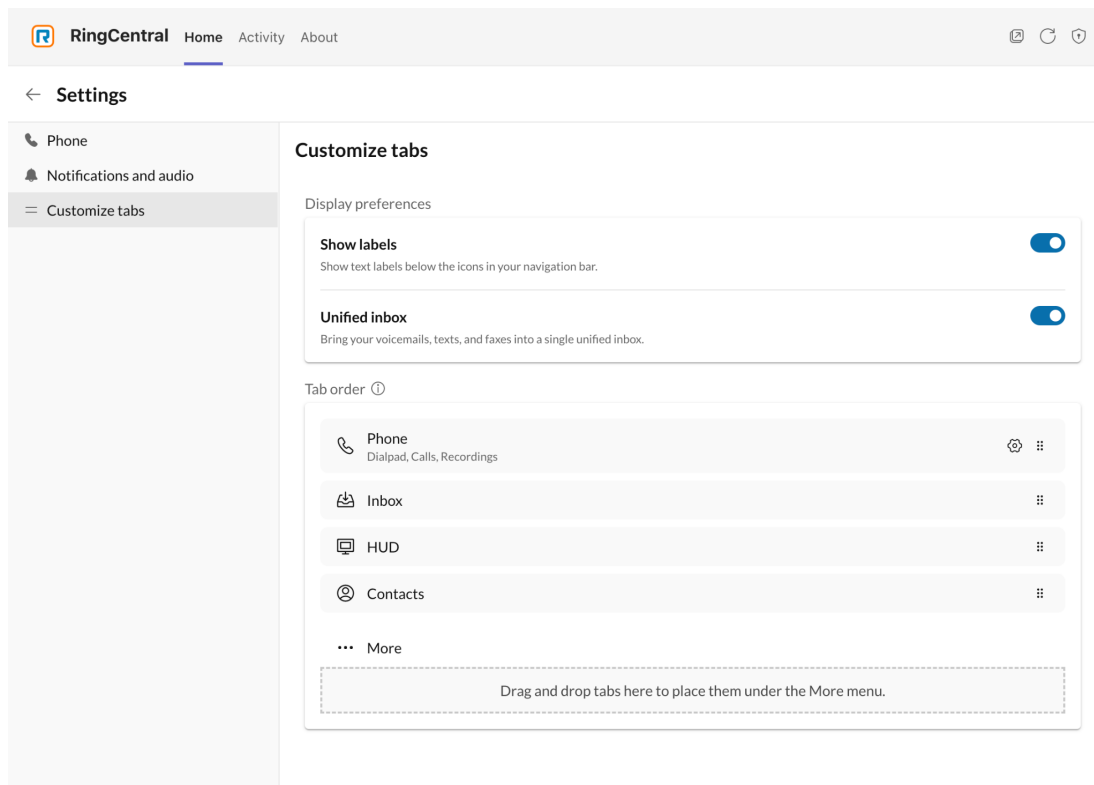 RingCentral Home Activity About
Settings
Phone
Notifications and audio
Customize tabs
Customize tabs
Display preferences
Show labels
Show text labels below the icons in your navigation bar.
Unified inbox
Bring your voicemails, texts, and faxes into a single unified inbox.
Tab order
Phone
Dialpad, Calls, Recordings
Inbox
HUD
Contacts
More
Drag and drop tabs here to place them under the More menu.